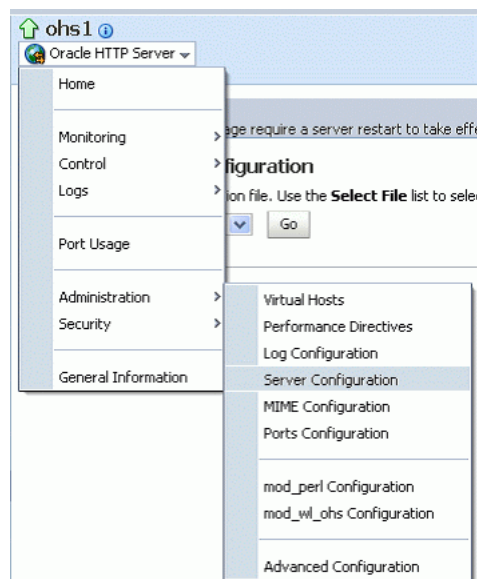 ohs1
Oracle HTTP Server
Home
age require a server restart to take effe
Monitoring
Control
figuration
Logs
ion file. Use the Select File list to sele
Go
Port Usage
Administration
Security
General Information
Virtual Hosts
Performance Directives
Log Configuration
Server Configuration
MIME Configuration
Ports Configuration
mod_perl Configuration
mod_wl_ohs Configuration
Advanced Configuration